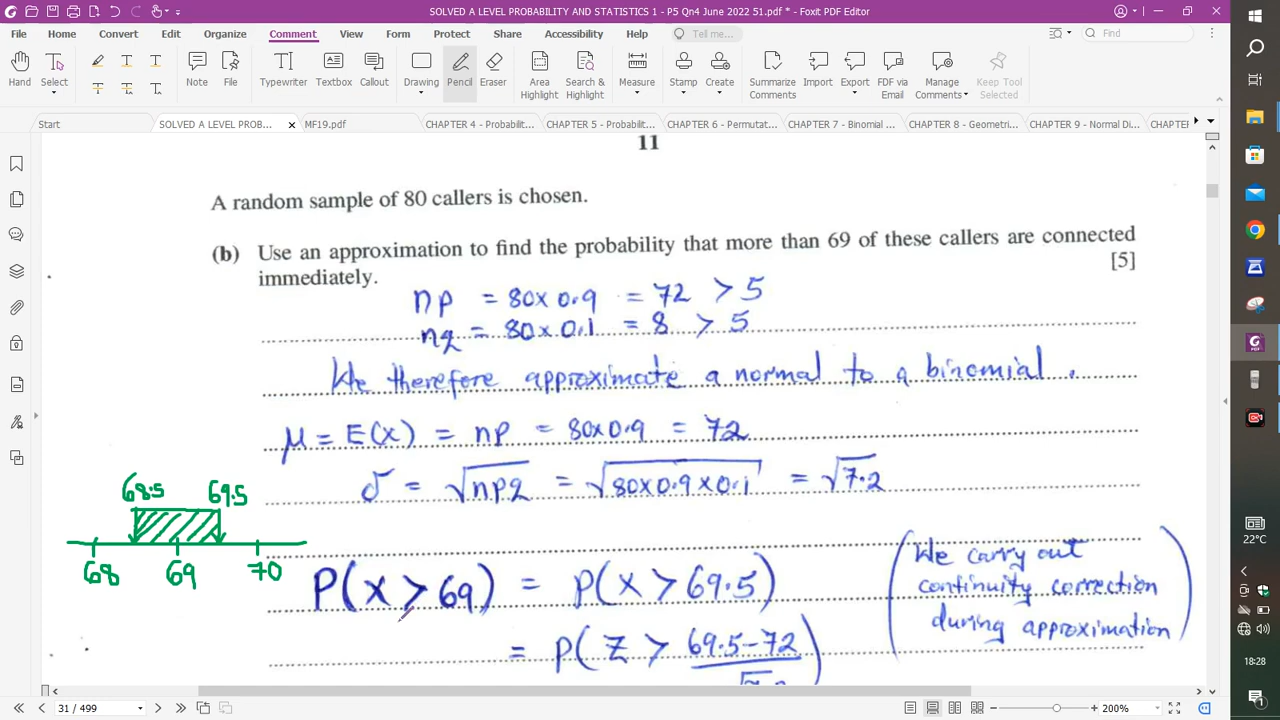 SOLVED A LEVEL PROBABILITY AND STATISTICS 1 - P5 Qn4 June 2022 51.pdf * - Foxit PDF Editor
File Home Convert Edit Organize Comment View Form Protect Share Accessibility Help Tell me... Find
Hand Select Note File Typewriter Textbox Callout Drawing Pencil Eraser Area Highlight Search & Highlight Measure Stamp Create Summarize Comments Import Export FDF via Email Manage Comments Keep Tool Selected
Start SOLVED A LEVEL PROB... MF19.pdf CHAPTER 4 - Probabilit... CHAPTER 5 - Probabilit... CHAPTER 6 - Permutat... CHAPTER 7 - Binomial ... CHAPTER 8 - Geometri... CHAPTER 9 - Normal Di... CHAPTE
11
A random sample of 80 callers is chosen.
(b) Use an approximation to find the probability that more than 69 of these callers are connected
immediately. [5]
np = 80×0.9 = 72 > 5
nq = 80×0.1 = 8 > 5
We therefore approximate a normal to a binomial.
μ = E(X) = np = 80×0.9 = 72
σ = √npq = √80×0.9×0.1 = √7.2
68.5 69.5
68 69 70
P(X > 69) = P(X > 69.5)
(We carry out
continuity correction
during approximation)
= P(Z > 69.5-72
31 / 499
200%
22°C
18:28